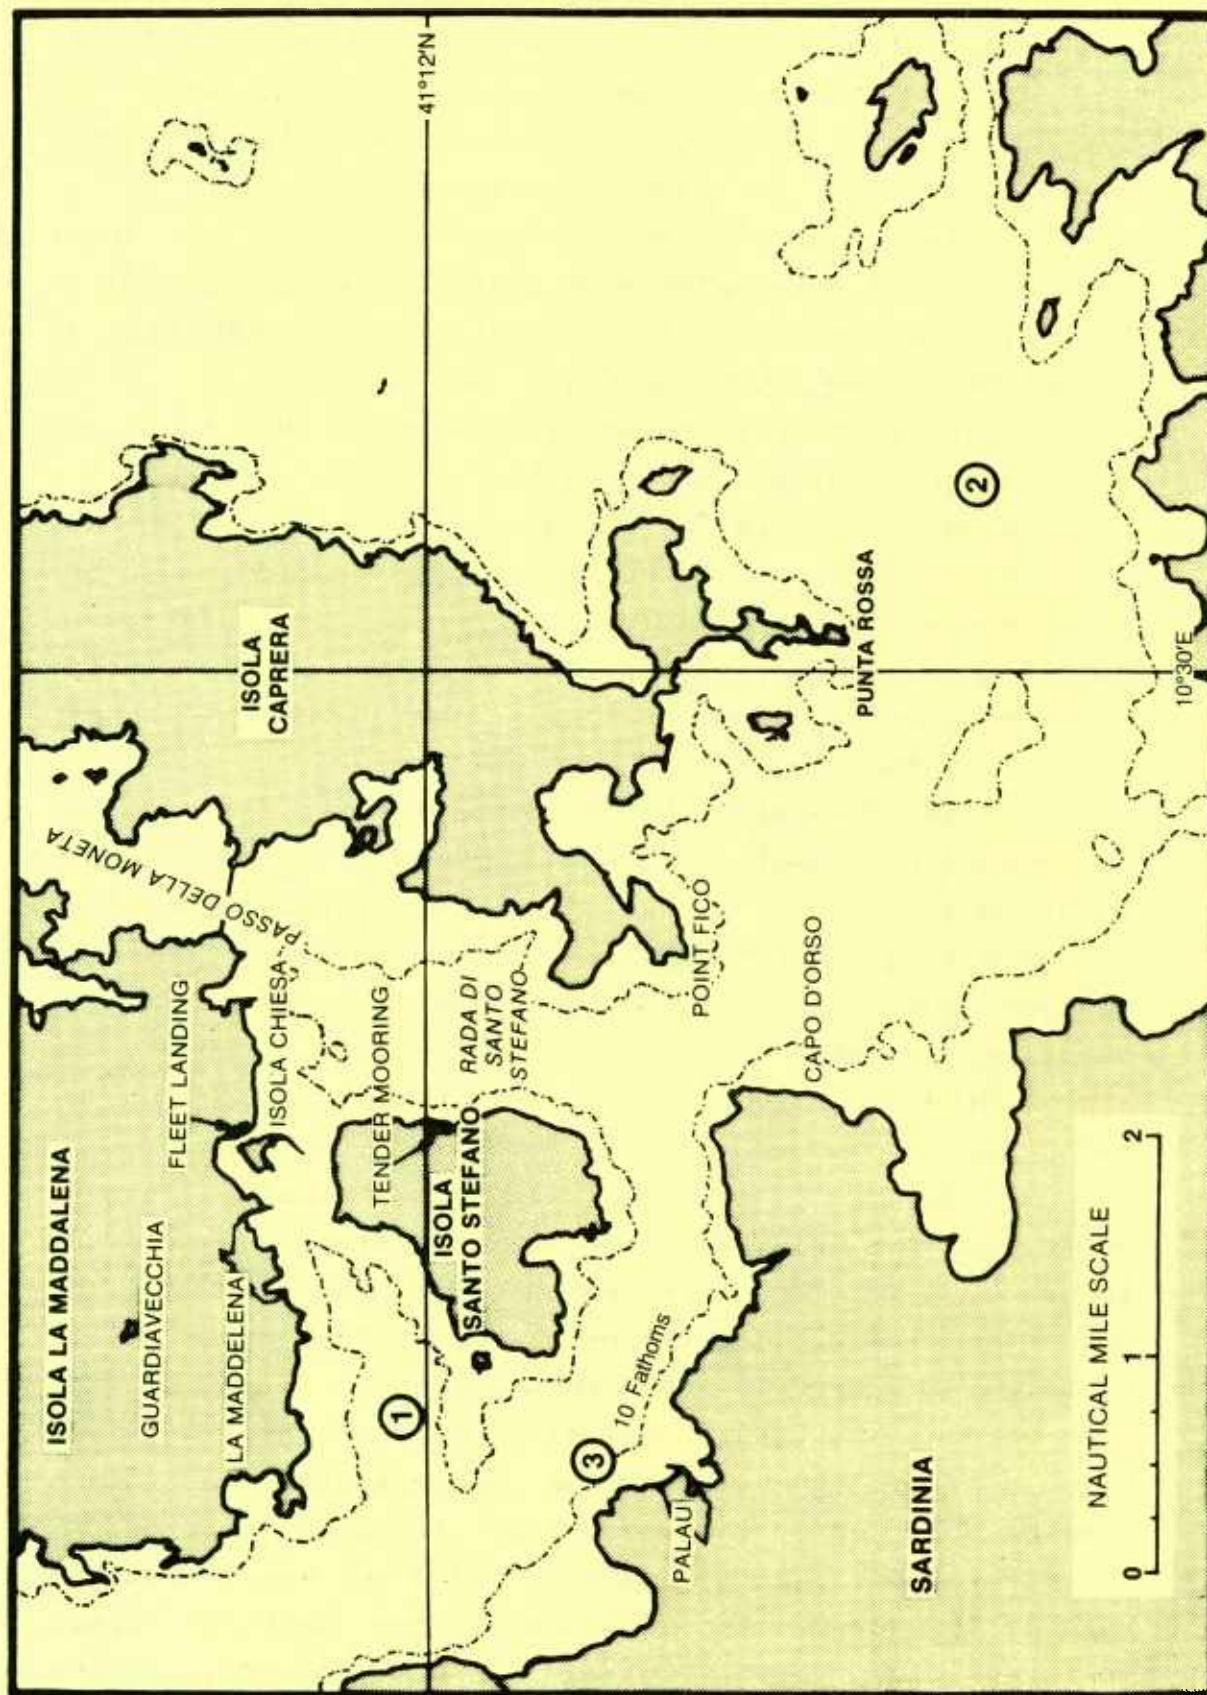 ISOLA LA MADDALENA
GUARDIAVECCHIA
LA MADDELENA
FLEET LANDING
ISOLA CHIESA
PASSO DELLA MONETA
ISOLA
CAPRERA
41°12'N
TENDER MOORING
ISOLA
SANTO STEFANO
RADA DI
SANTO
STEFANO
1
3
10 Fathoms
PALAU
POINT FICO
CAPO D'ORSO
PUNTA ROSSA
2
10°30'E
SARDINIA
NAUTICAL MILE SCALE
0
1
2